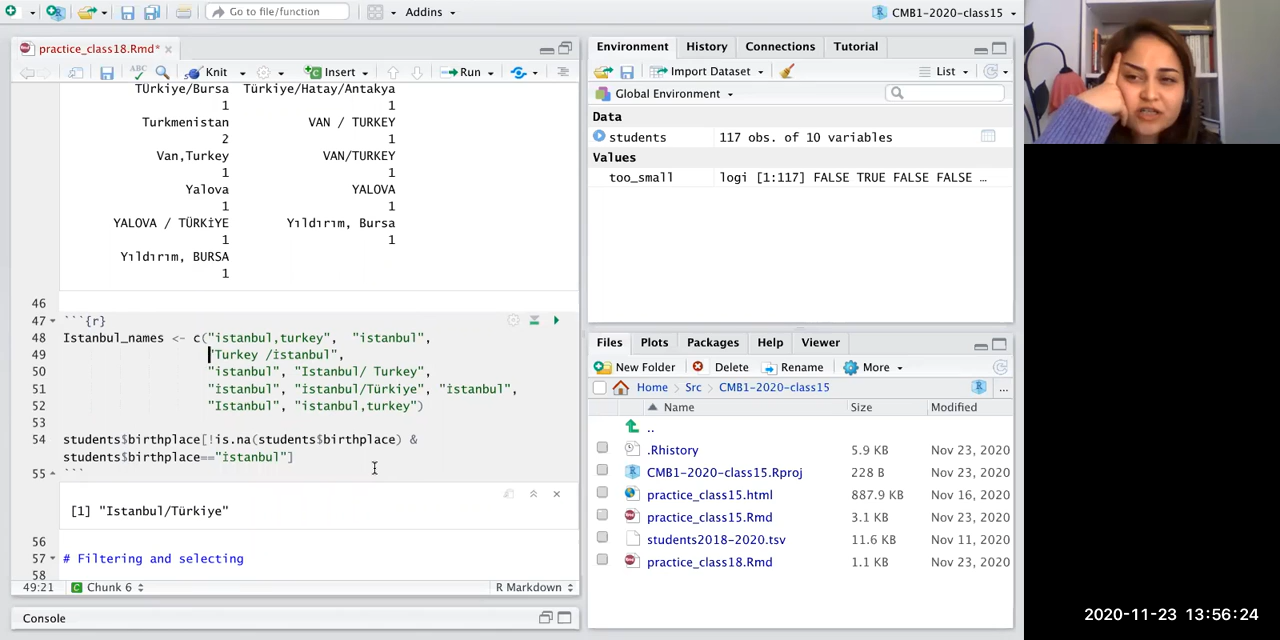 Go to file/function
Addins
CMB1-2020-class15
practice_class18.Rmd*
ABC
Knit
Insert
Run
TÜrkiye/Bursa Türkiye/Hatay/Antakya
1 1
Turkmenistan VAN / TURKEY
2 1
Van,Turkey VAN/TURKEY
1 1
Yalova YALOVA
1 1
YALOVA / TÜRKİYE Yıldırım, Bursa
1 1
Yıldırım, BURSA
1
46
47 ```{r}
48 Istanbul_names <- c("istanbul,turkey", "istanbul",
49 "Turkey /İstanbul",
50 "istanbul", "Istanbul/ Turkey",
51 "İstanbul", "istanbul/Türkiye", "İstanbul",
52 "Istanbul", "istanbul,turkey")
53
54 students$birthplace[!is.na(students$birthplace) &
students$birthplace=="İstanbul"]
55 ```
[1] "Istanbul/Türkiye"
56
57 # Filtering and selecting
58
49:21 Chunk 6 R Markdown
Console
Environment History Connections Tutorial
Import Dataset List
Global Environment
Data
students 117 obs. of 10 variables
Values
too_small logi [1:117] FALSE TRUE FALSE FALSE …
Files Plots Packages Help Viewer
New Folder Delete Rename More
Home Src CMB1-2020-class15
Name Size Modified
..
.Rhistory 5.9 KB Nov 23, 2020
CMB1-2020-class15.Rproj 228 B Nov 23, 2020
practice_class15.html 887.9 KB Nov 16, 2020
practice_class15.Rmd 3.1 KB Nov 23, 2020
students2018-2020.tsv 11.6 KB Nov 11, 2020
practice_class18.Rmd 1.1 KB Nov 23, 2020
2020-11-23 13:56:24